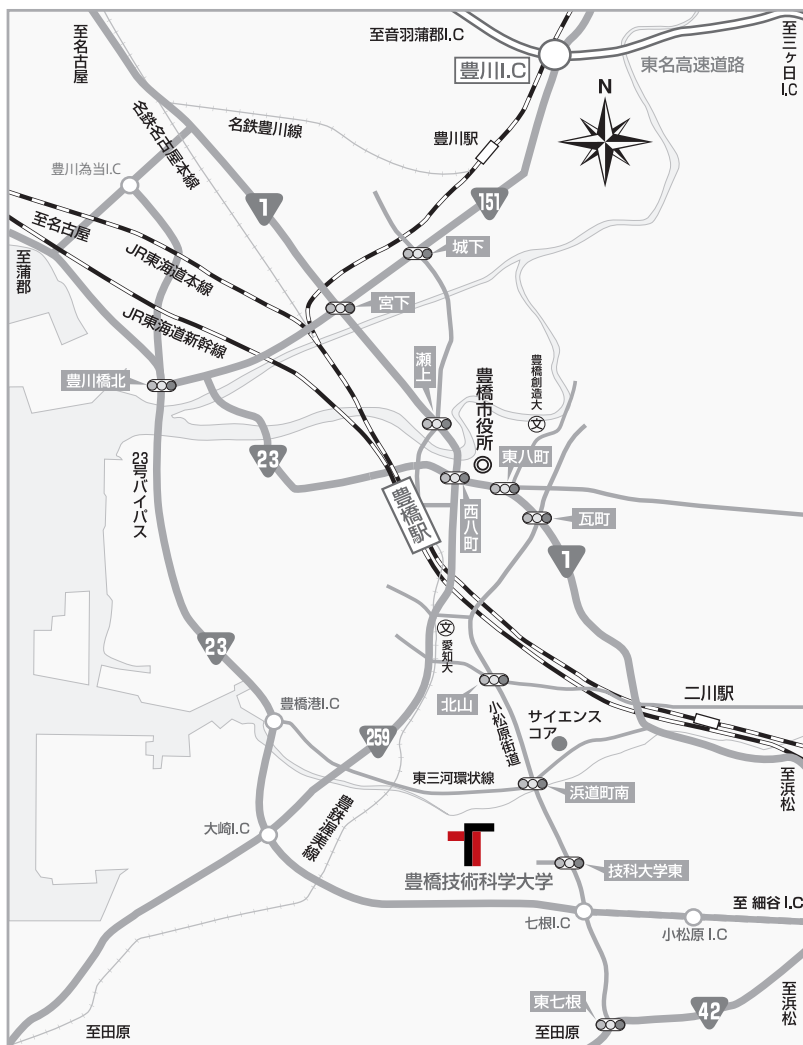 至名古屋
至音羽蒲郡I.C
豊川I.C
東名高速道路
至三ヶ日I.C
N
名鉄名古屋本線
名鉄豊川線
豊川駅
豊川為当I.C
1
151
至名古屋
城下
至蒲郡
JR東海道本線
宮下
JR東海道新幹線
瀬上
豊橋創造大
文
豊川橋北
豊橋市役所
23号バイパス
23
東八町
豊橋駅
西八町
瓦町
1
文
愛知大
23
北山
二川駅
豊橋港I.C
小松原街道
サイエンス
コア
259
東三河環状線
浜道町南
至浜松
大崎I.C
豊鉄渥美線
豊橋技術科学大学
技科大学東
至 細谷 I.C
七根I.C
小松原 I.C
東七根
42
至浜松
至田原
至田原